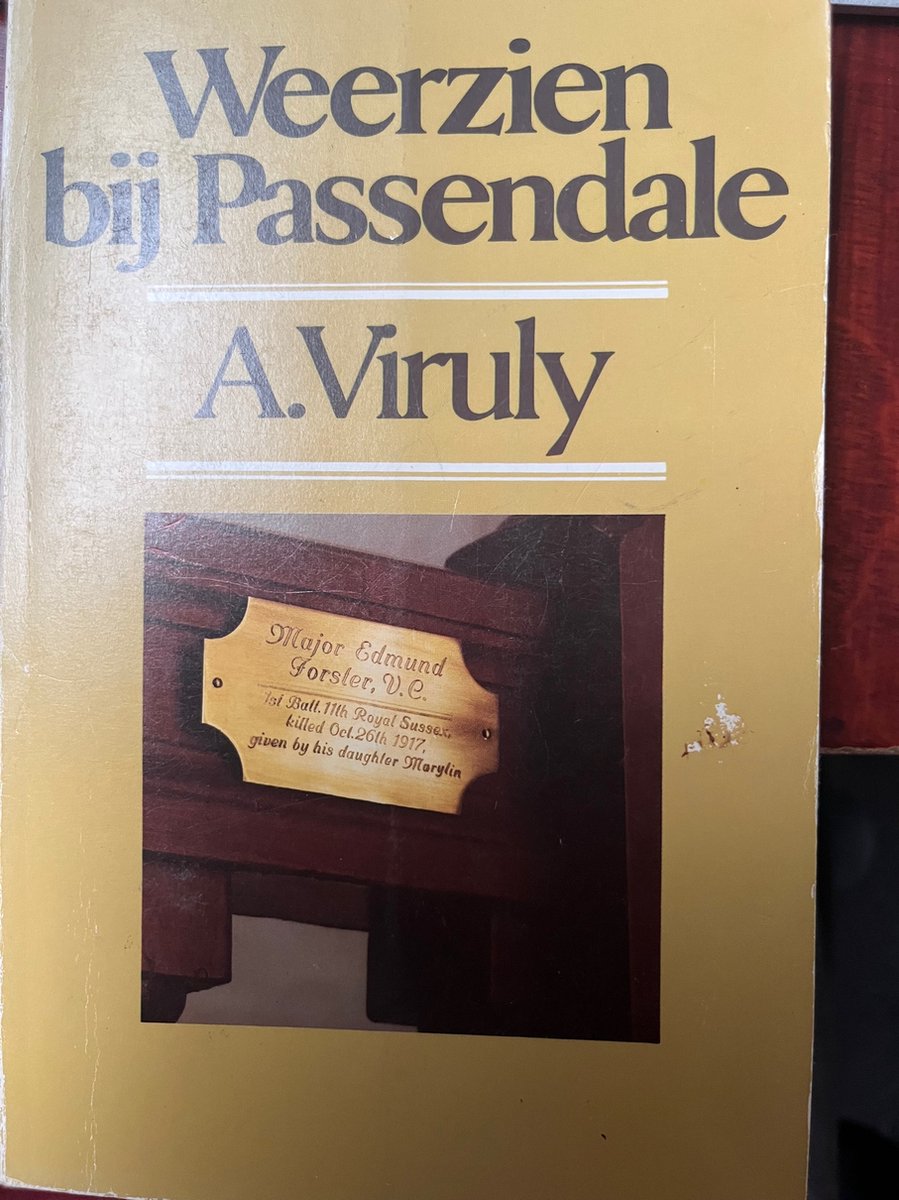 Weerzien
bij Passendale
A.Viruly
Major Edmund
Forster, V.C.
1st Batt. 11th Royal Sussex,
killed Oct.26th 1917,
given by his daughter Marylin